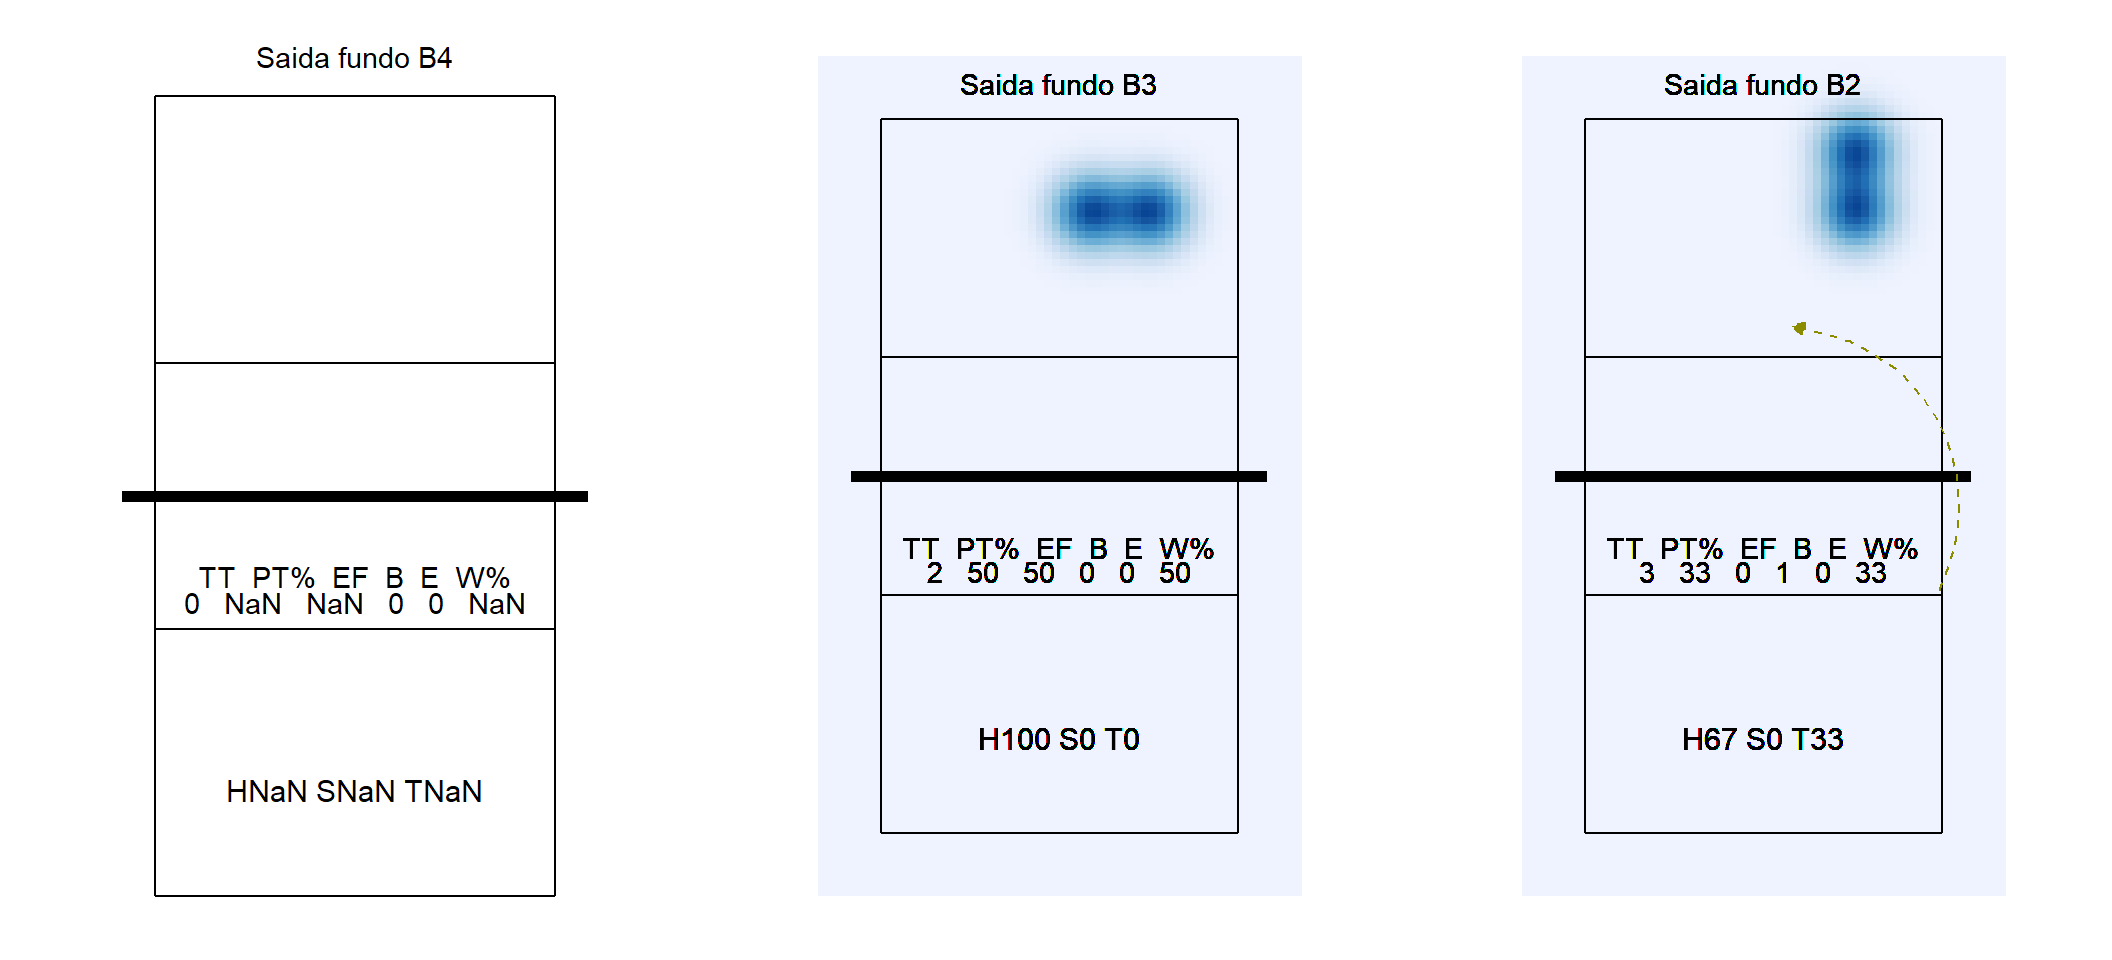 Saida fundo B4
TT PT% EF B E W%
0 NaN NaN 0 0 NaN
HNaN SNaN TNaN
Saida fundo B3
TT PT% EF B E W%
2 50 50 0 0 50
H100 S0 T0
Saida fundo B2
TT PT% EF B E W%
3 33 0 1 0 33
H67 S0 T33